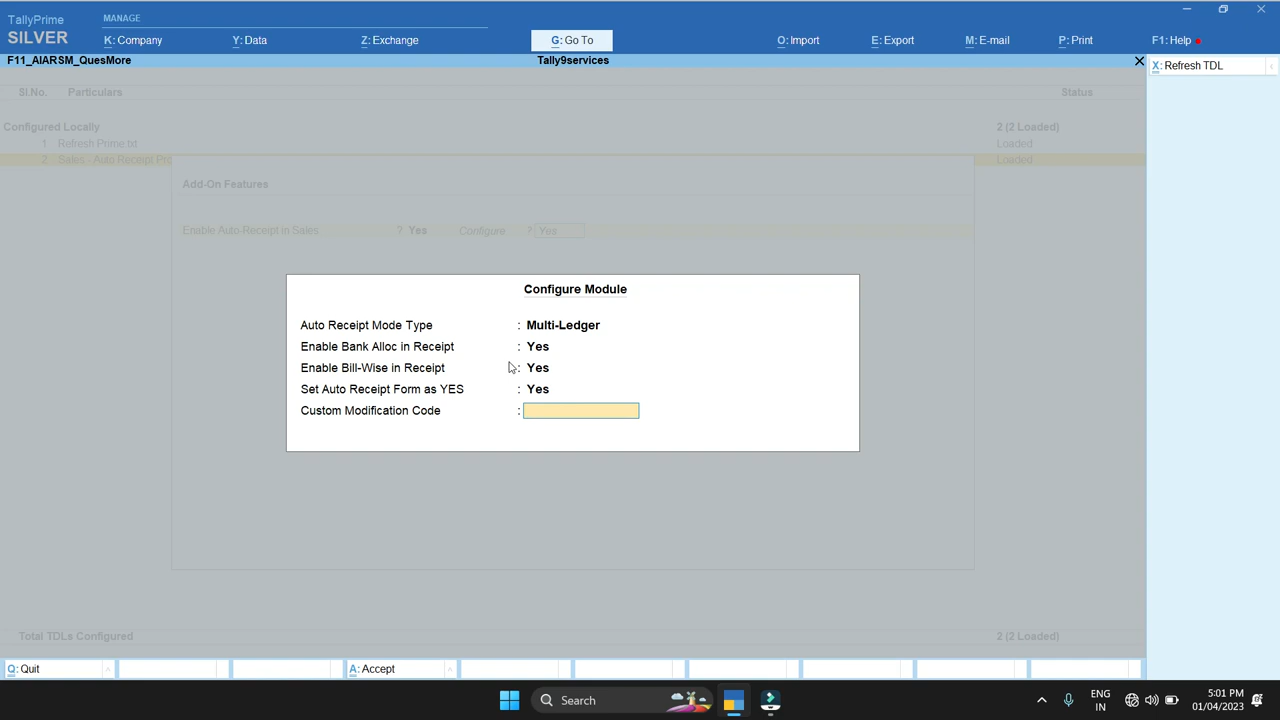 TallyPrime
MANAGE
SILVER
K: Company
Y: Data
Z: Exchange
G: Go To
O: Import
E: Export
M: E-mail
P: Print
F1: Help
F11_AIARSM_QuesMore
Tally9services
X: Refresh TDL
Sl.No.
Particulars
Status
Configured Locally
2 (2 Loaded)
1 Refresh Prime.txt
Loaded
2 Sales - Auto Receipt Pro
Loaded
Add-On Features
Enable Auto-Receipt in Sales ? Yes Configure ? Yes
Configure Module
Auto Receipt Mode Type : Multi-Ledger
Enable Bank Alloc in Receipt : Yes
Enable Bill-Wise in Receipt : Yes
Set Auto Receipt Form as YES : Yes
Custom Modification Code :
Total TDLs Configured
2 (2 Loaded)
Q: Quit
A: Accept
Search
ENG
IN
5:01 PM
01/04/2023